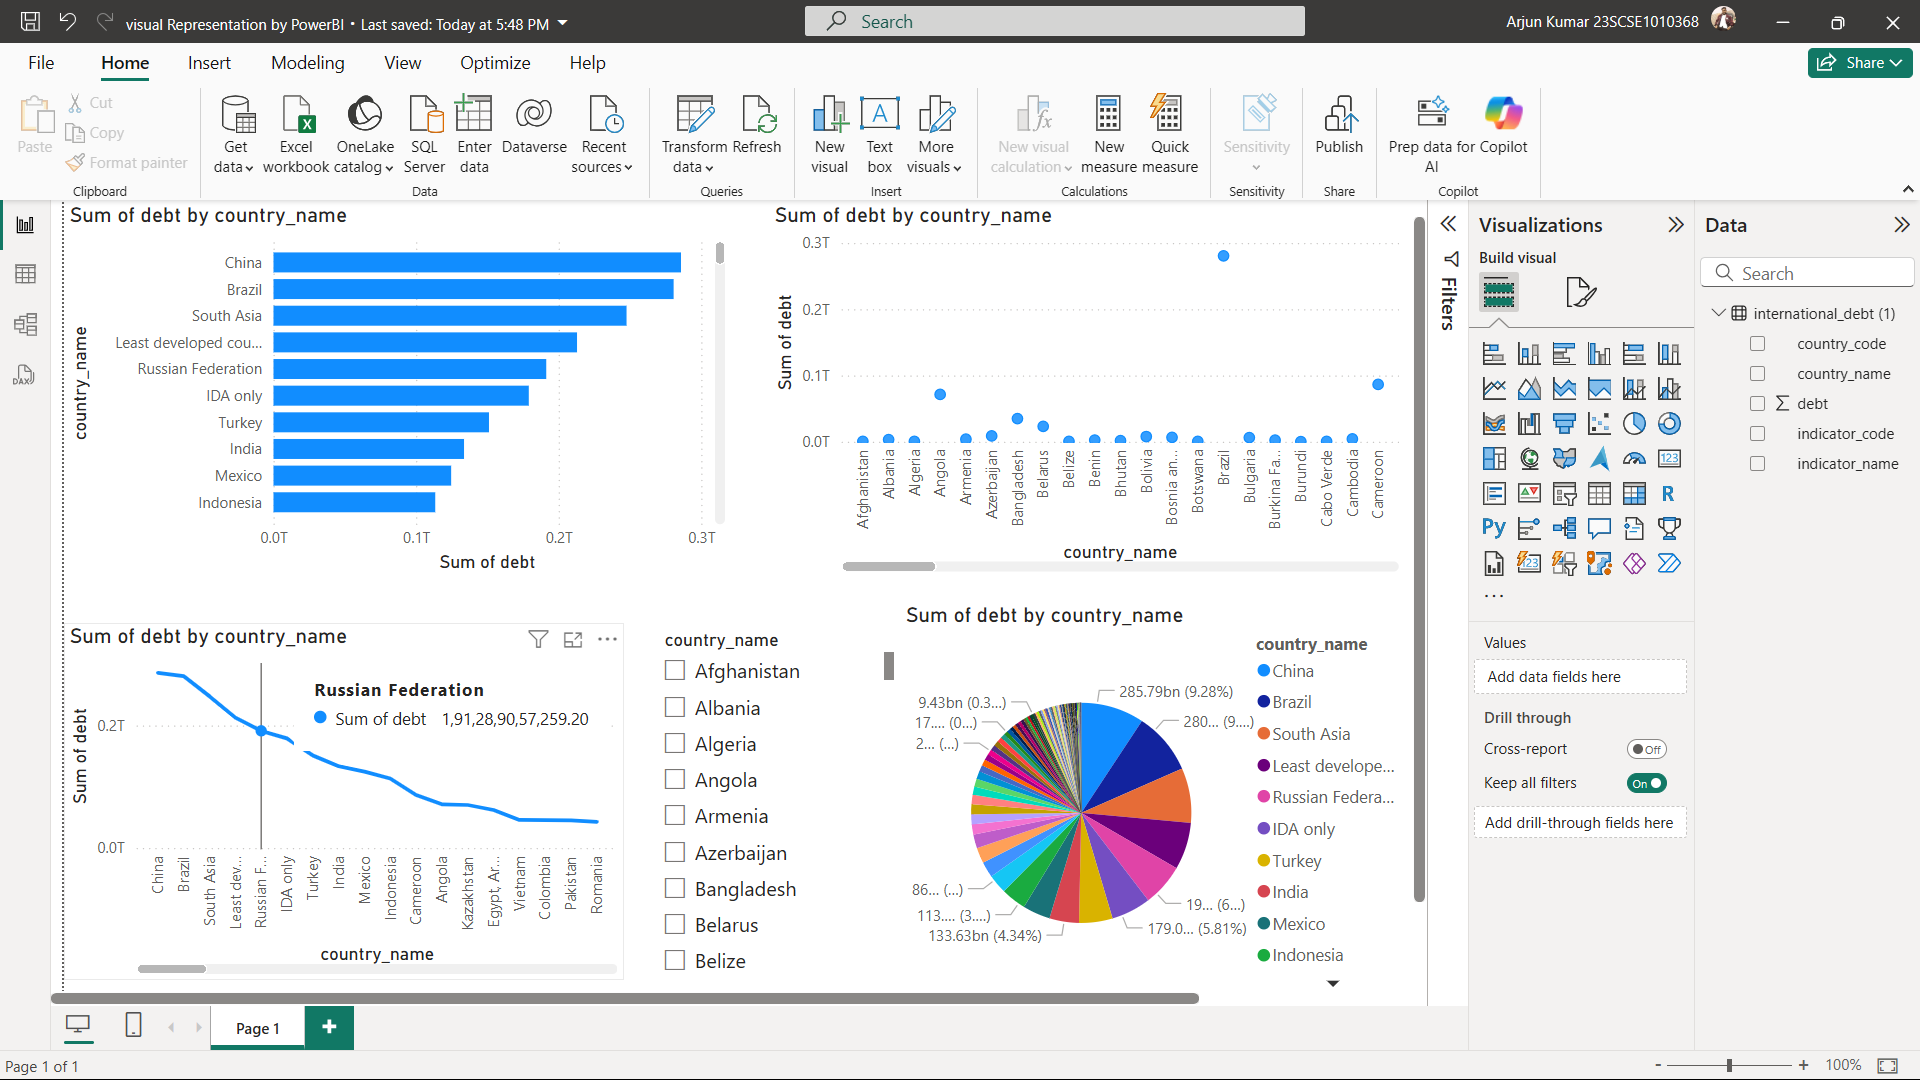 visual Representation by PowerBI • Last saved: Today at 5:48 PM
Search
Arjun Kumar 23SCSE1010368
File
Home
Insert
Modeling
View
Optimize
Help
Share
Paste
Cut
Copy
Format painter
Clipboard
Get data
Excel workbook
OneLake catalog
SQL Server
Enter data
Dataverse
Recent sources
Data
Transform data
Refresh
Queries
New visual
Text box
More visuals
Insert
New visual calculation
New measure
Quick measure
Calculations
Sensitivity
Sensitivity
Publish
Share
Prep data for AI
Copilot
Copilot
Sum of debt by country_name
country_name
China
Brazil
South Asia
Least developed cou...
Russian Federation
IDA only
Turkey
India
Mexico
Indonesia
0.0T
0.1T
0.2T
0.3T
Sum of debt
Sum of debt by country_name
Sum of debt
0.3T
0.2T
0.1T
0.0T
Afghanistan
Albania
Algeria
Angola
Armenia
Azerbaijan
Bangladesh
Belarus
Belize
Benin
Bhutan
Bolivia
Bosnia an...
Botswana
Brazil
Bulgaria
Burkina Fa...
Burundi
Cabo Verde
Cambodia
Cameroon
country_name
Sum of debt by country_name
Sum of debt
0.2T
0.0T
Russian Federation
Sum of debt 1,91,28,90,57,259.20
China
Brazil
South Asia
Least dev...
Russian F...
IDA only
Turkey
India
Mexico
Indonesia
Cameroon
Angola
Kazakhstan
Egypt, Ar...
Vietnam
Colombia
Pakistan
Romania
country_name
country_name
Afghanistan
Albania
Algeria
Angola
Armenia
Azerbaijan
Bangladesh
Belarus
Belize
Sum of debt by country_name
285.79bn (9.28%)
280... (9....)
19... (6...)
179.0... (5.81%)
133.63bn (4.34%)
113.... (3....)
86... (...)
2... (...)
17.... (0...)
9.43bn (0.3...)
country_name
China
Brazil
South Asia
Least develope...
Russian Federa...
IDA only
Turkey
India
Mexico
Indonesia
Filters
Visualizations
Build visual
123
R
Py
123
...
Values
Add data fields here
Drill through
Cross-report
Off
Keep all filters
On
Add drill-through fields here
Data
Search
international_debt (1)
country_code
country_name
∑ debt
indicator_code
indicator_name
DAX
Page 1
+
Page 1 of 1
- + 100%